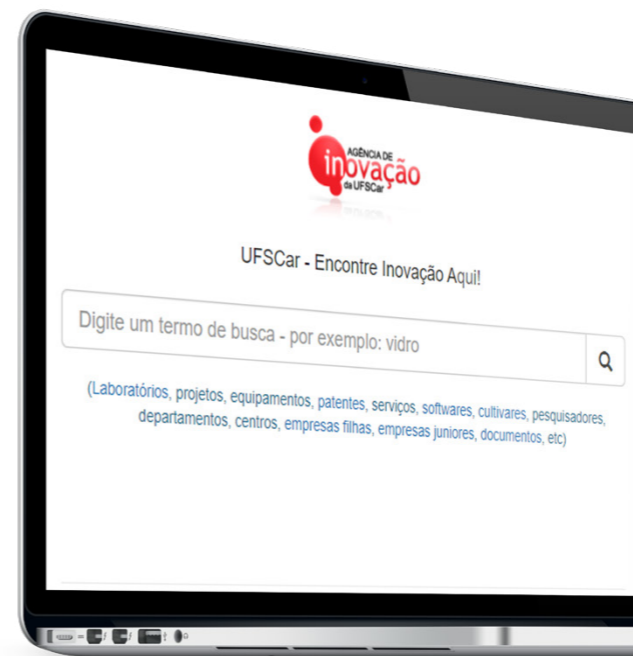 AGÊNCIA DE
inovação
da UFSCar
UFSCar - Encontre Inovação Aqui!
Digite um termo de busca - por exemplo: vidro
(Laboratórios, projetos, equipamentos, patentes, serviços, softwares, cultivares, pesquisadores,
departamentos, centros, empresas filhas, empresas juniores, documentos, etc)